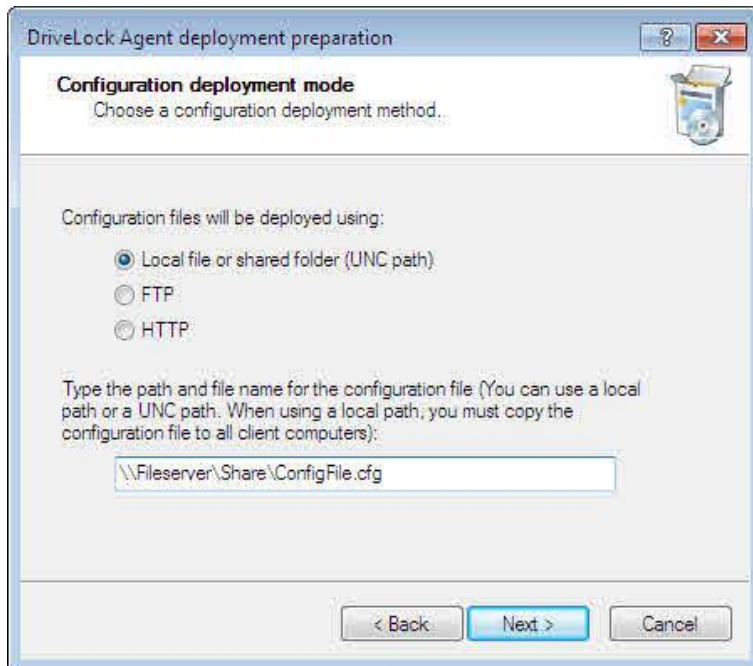 DriveLock Agent deployment preparation
Configuration deployment mode
Choose a configuration deployment method.
Configuration files will be deployed using:
Local file or shared folder (UNC path)
FTP
HTTP
Type the path and file name for the configuration file (You can use a local
path or a UNC path. When using a local path, you must copy the
configuration file to all client computers):
\\Fileserver\Share\ConfigFile.cfg
< Back Next > Cancel